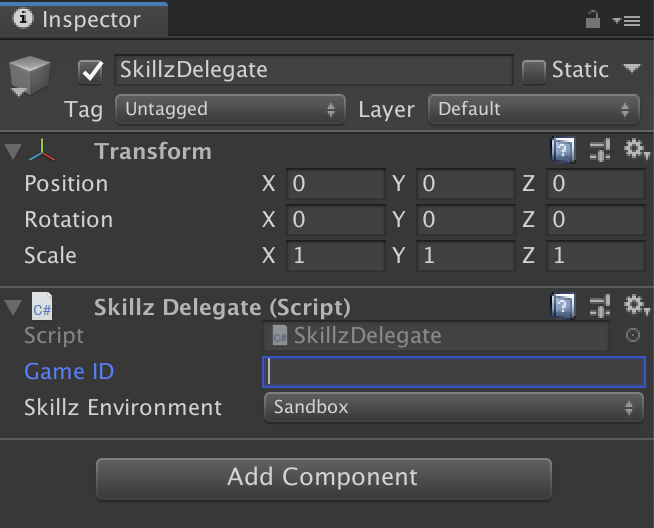 Inspector
SkillzDelegate Static
Tag Untagged Layer Default
Transform
Position X 0 Y 0 Z 0
Rotation X 0 Y 0 Z 0
Scale X 1 Y 1 Z 1
C# Skillz Delegate (Script)
Script C# SkillzDelegate
Game ID
Skillz Environment Sandbox
Add Component